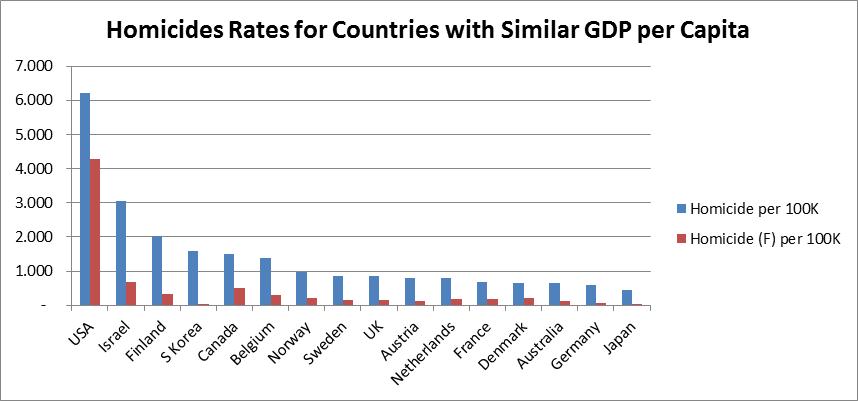 Homicides Rates for Countries with Similar GDP per Capita
7.000
6.000
5.000
4.000
3.000
2.000
1.000
-
USA
Israel
Finland
S Korea
Canada
Belgium
Norway
Sweden
UK
Austria
Netherlands
France
Denmark
Australia
Germany
Japan
Homicide per 100K
Homicide (F) per 100K